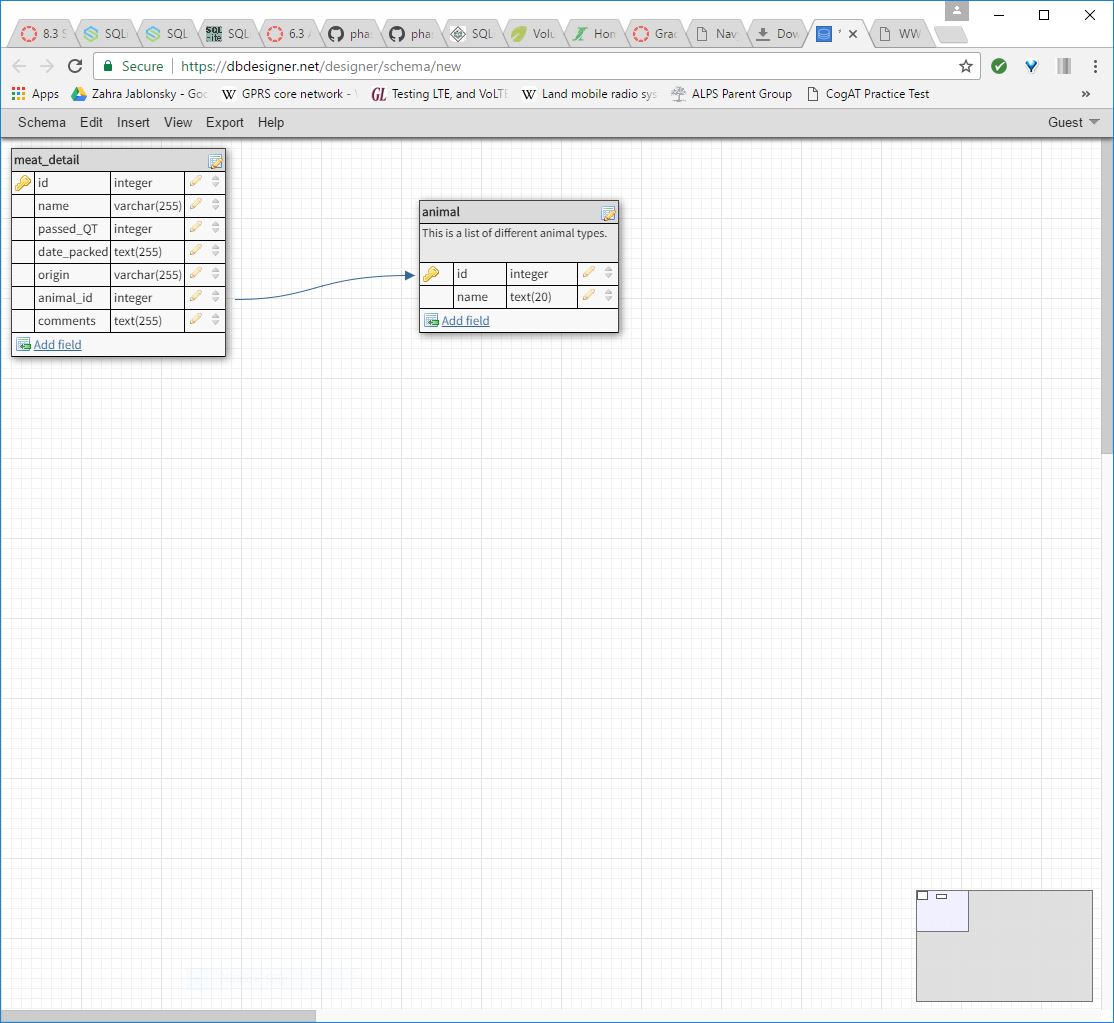 8.3 S
SQL
SQL
SQL
6.3
pha
pha
SQL
Volu
Hon
Grac
Nav
Dow
WW
Secure https://dbdesigner.net/designer/schema/new
Apps Zahra Jablonsky - Goo GPRS core network - Testing LTE, and VoLTE Land mobile radio sys ALPS Parent Group CogAT Practice Test »
Schema Edit Insert View Export Help Guest
meat_detail
id integer
name varchar(255)
passed_QT integer
date_packed text(255)
origin varchar(255)
animal_id integer
comments text(255)
Add field
animal
This is a list of different animal types.
id integer
name text(20)
Add field